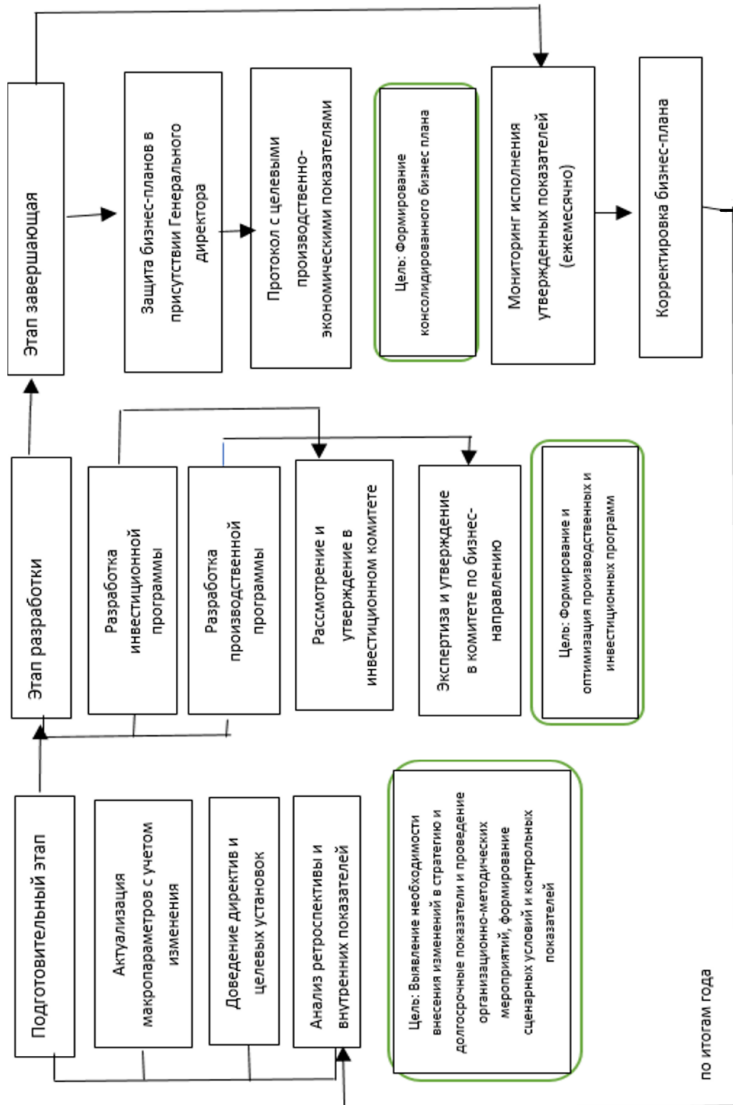 Подготовительный этап
Актуализация
макропараметров с учетом
изменения
Доведение директив и
целевых установок
Анализ ретроспективы и
внутренних показателей
Цель: Выявление необходимости
внесения изменений в стратегию и
долгосрочные показатели и проведение
организационно-методических
мероприятий, формирование
сценарных условий и контрольных
показателей
Этап разработки
Разработка
инвестиционной
программы
Разработка
производственной
программы
Рассмотрение и
утверждение в
инвестиционном комитете
Экспертиза и утверждение
в комитете по бизнес-
направлению
Цель: Формирование и
оптимизация производственных и
инвестиционных программ
Этап завершающая
Защита бизнес-планов в
присутствии Генерального
директора
Протокол с целевыми
производственно-
экономическими показателями
Цель: Формирование
консолидированного бизнес плана
Мониторинг исполнения
утвержденных показателей
(ежемесячно)
Корректировка бизнес-плана
по итогам года